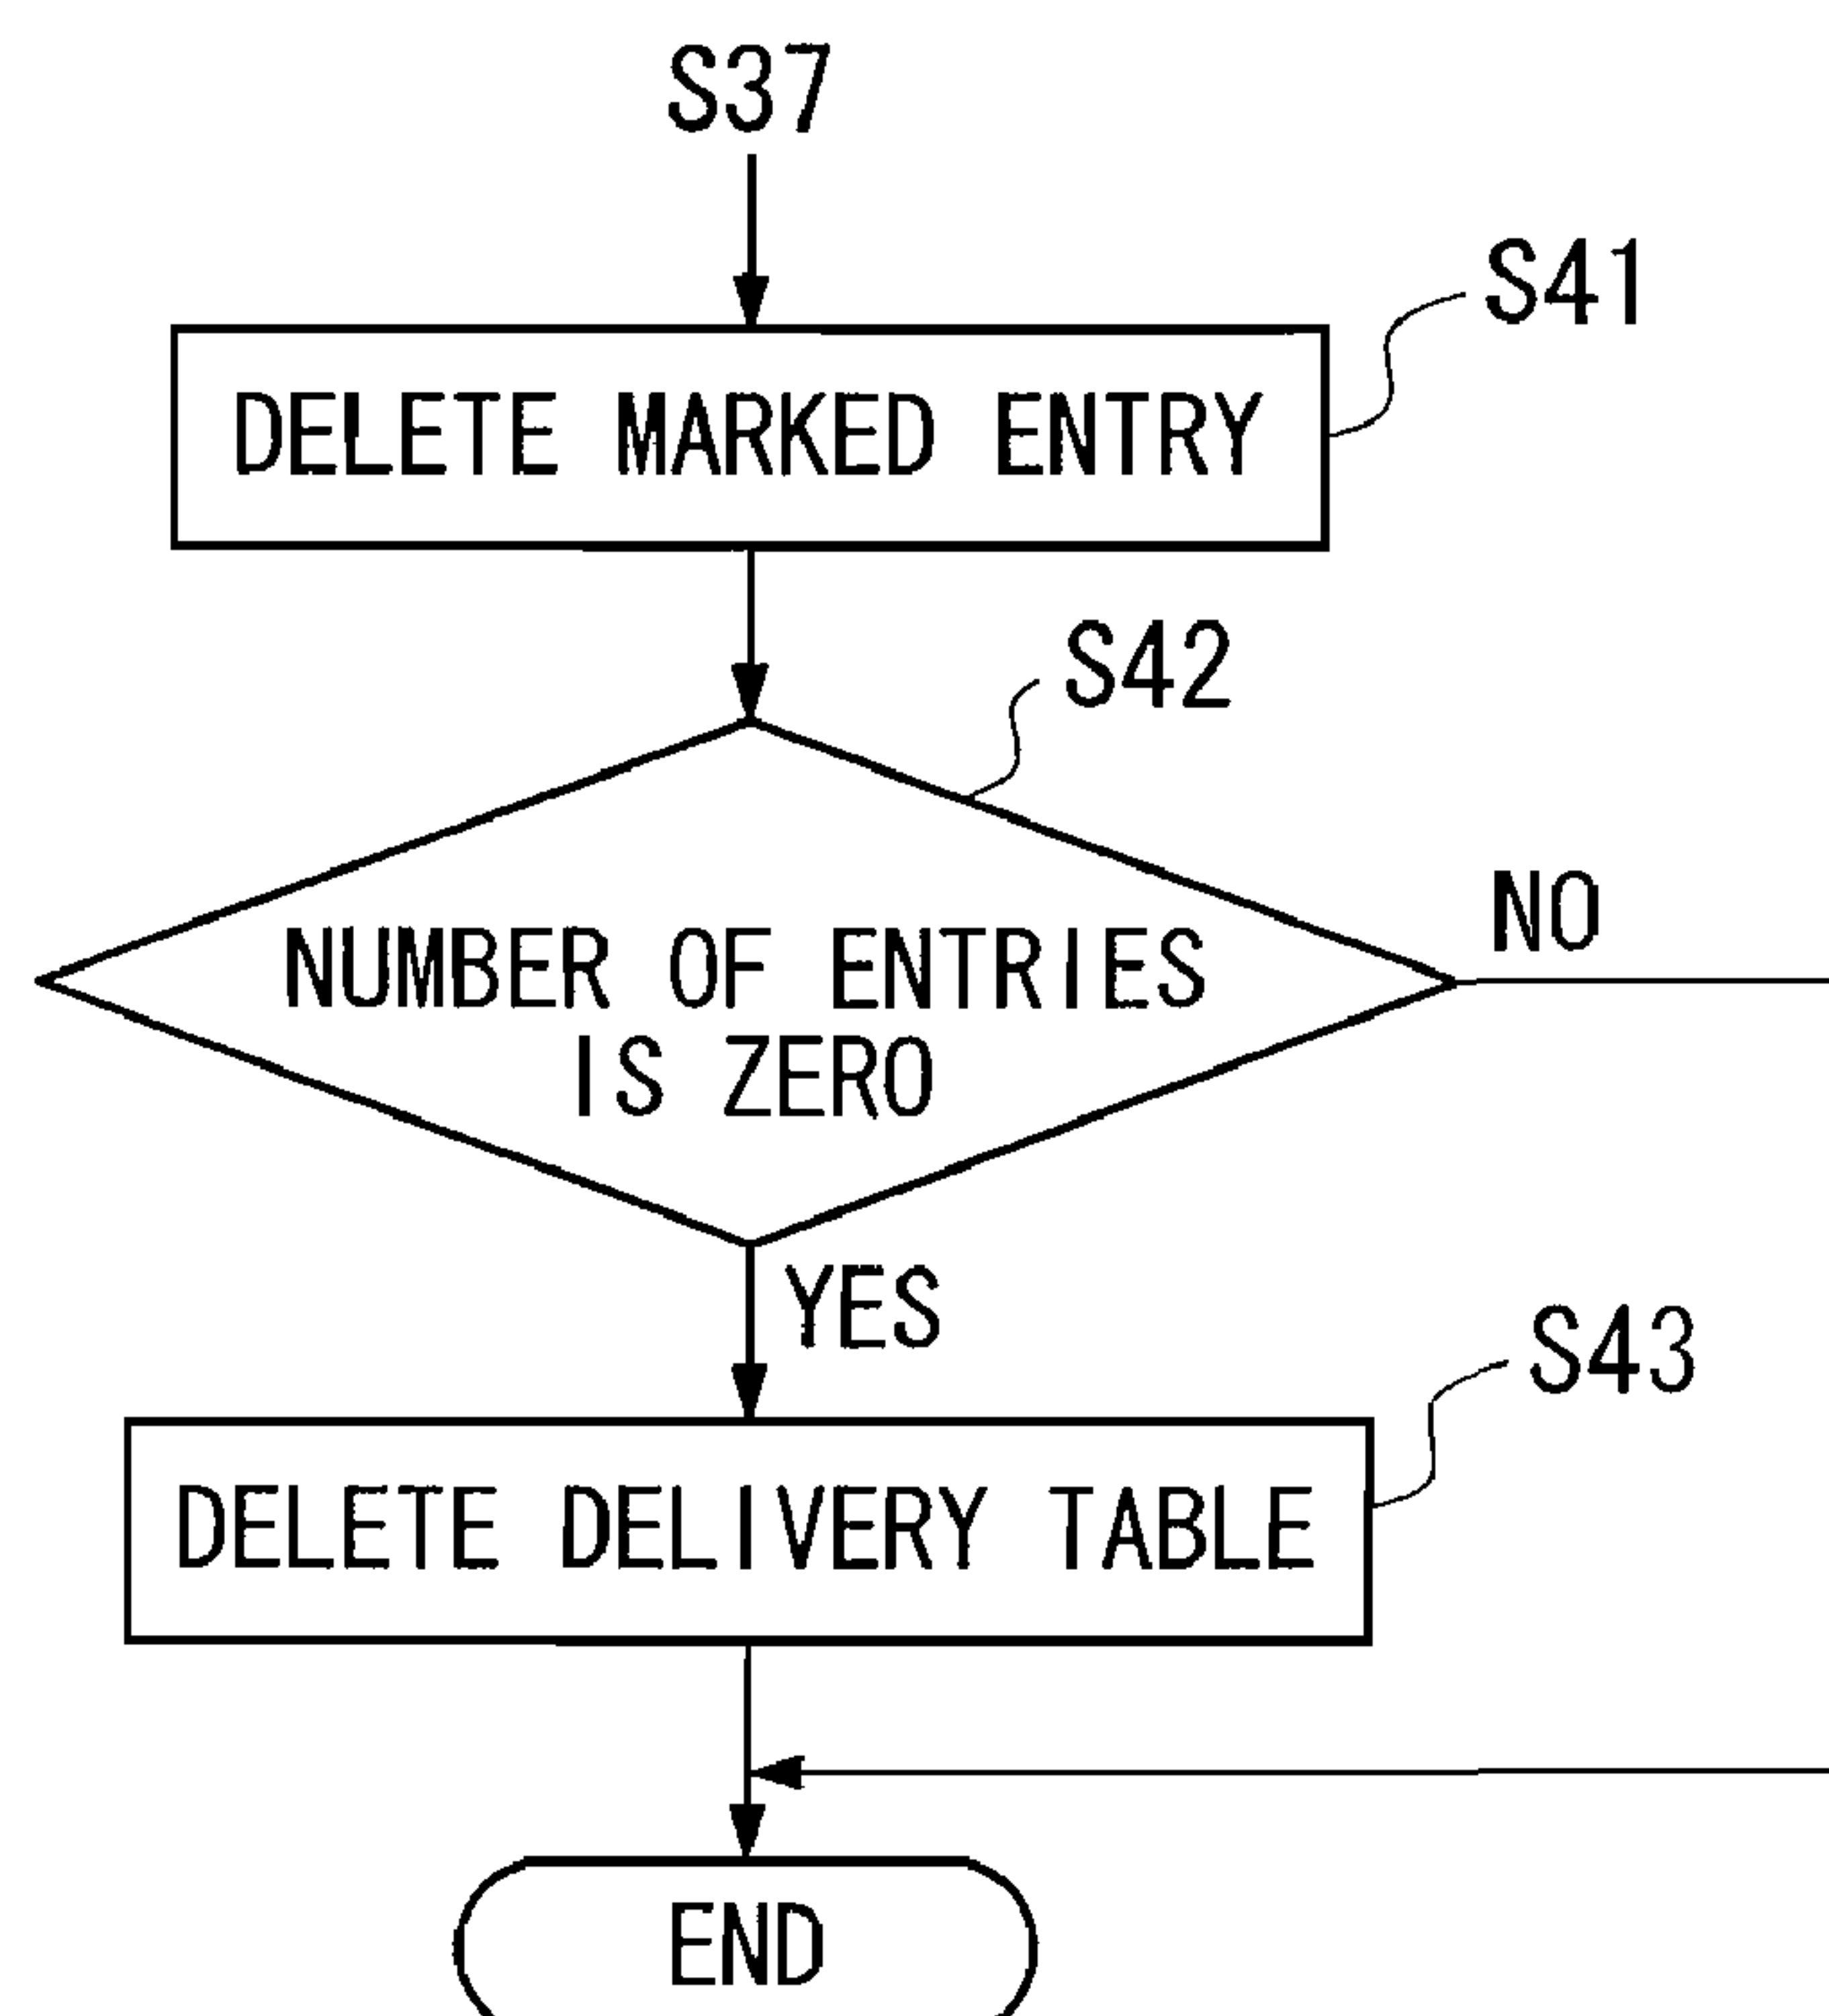 S37
S41
DELETE MARKED ENTRY
S42
NUMBER OF ENTRIES
IS ZERO
NO
YES
S43
DELETE DELIVERY TABLE
END